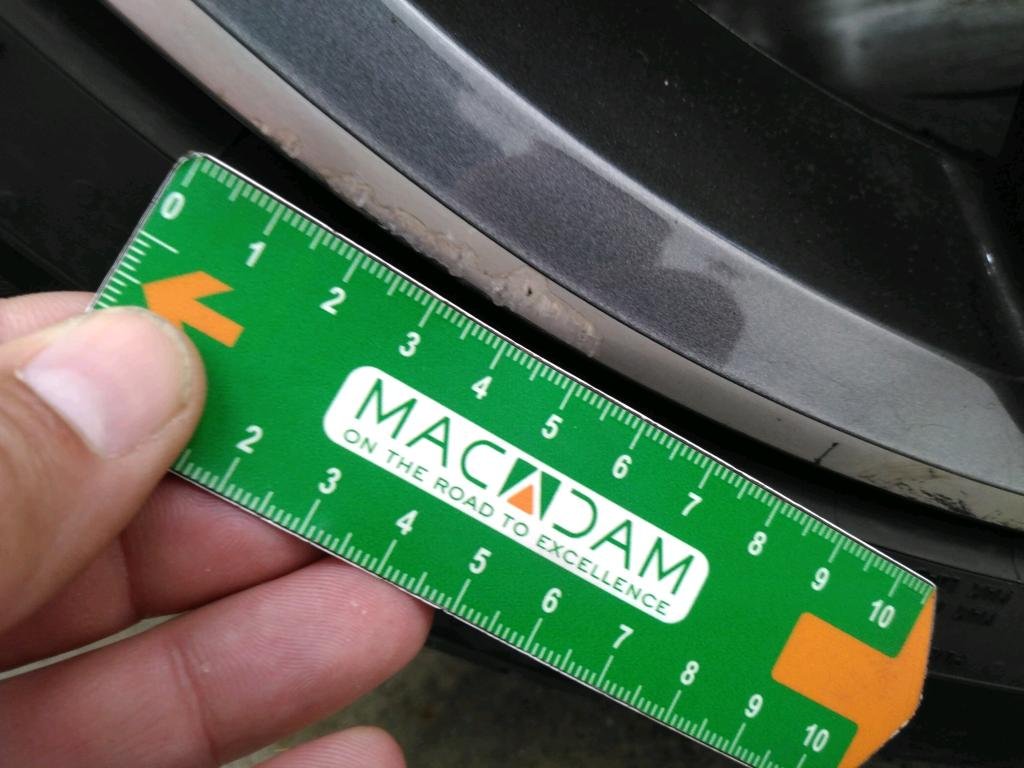 0 1 2 3 4 5 6 7 8 9 10
MACADAM
ON THE ROAD TO EXCELLENCE
2 3 4 5 6 7 8 9 10